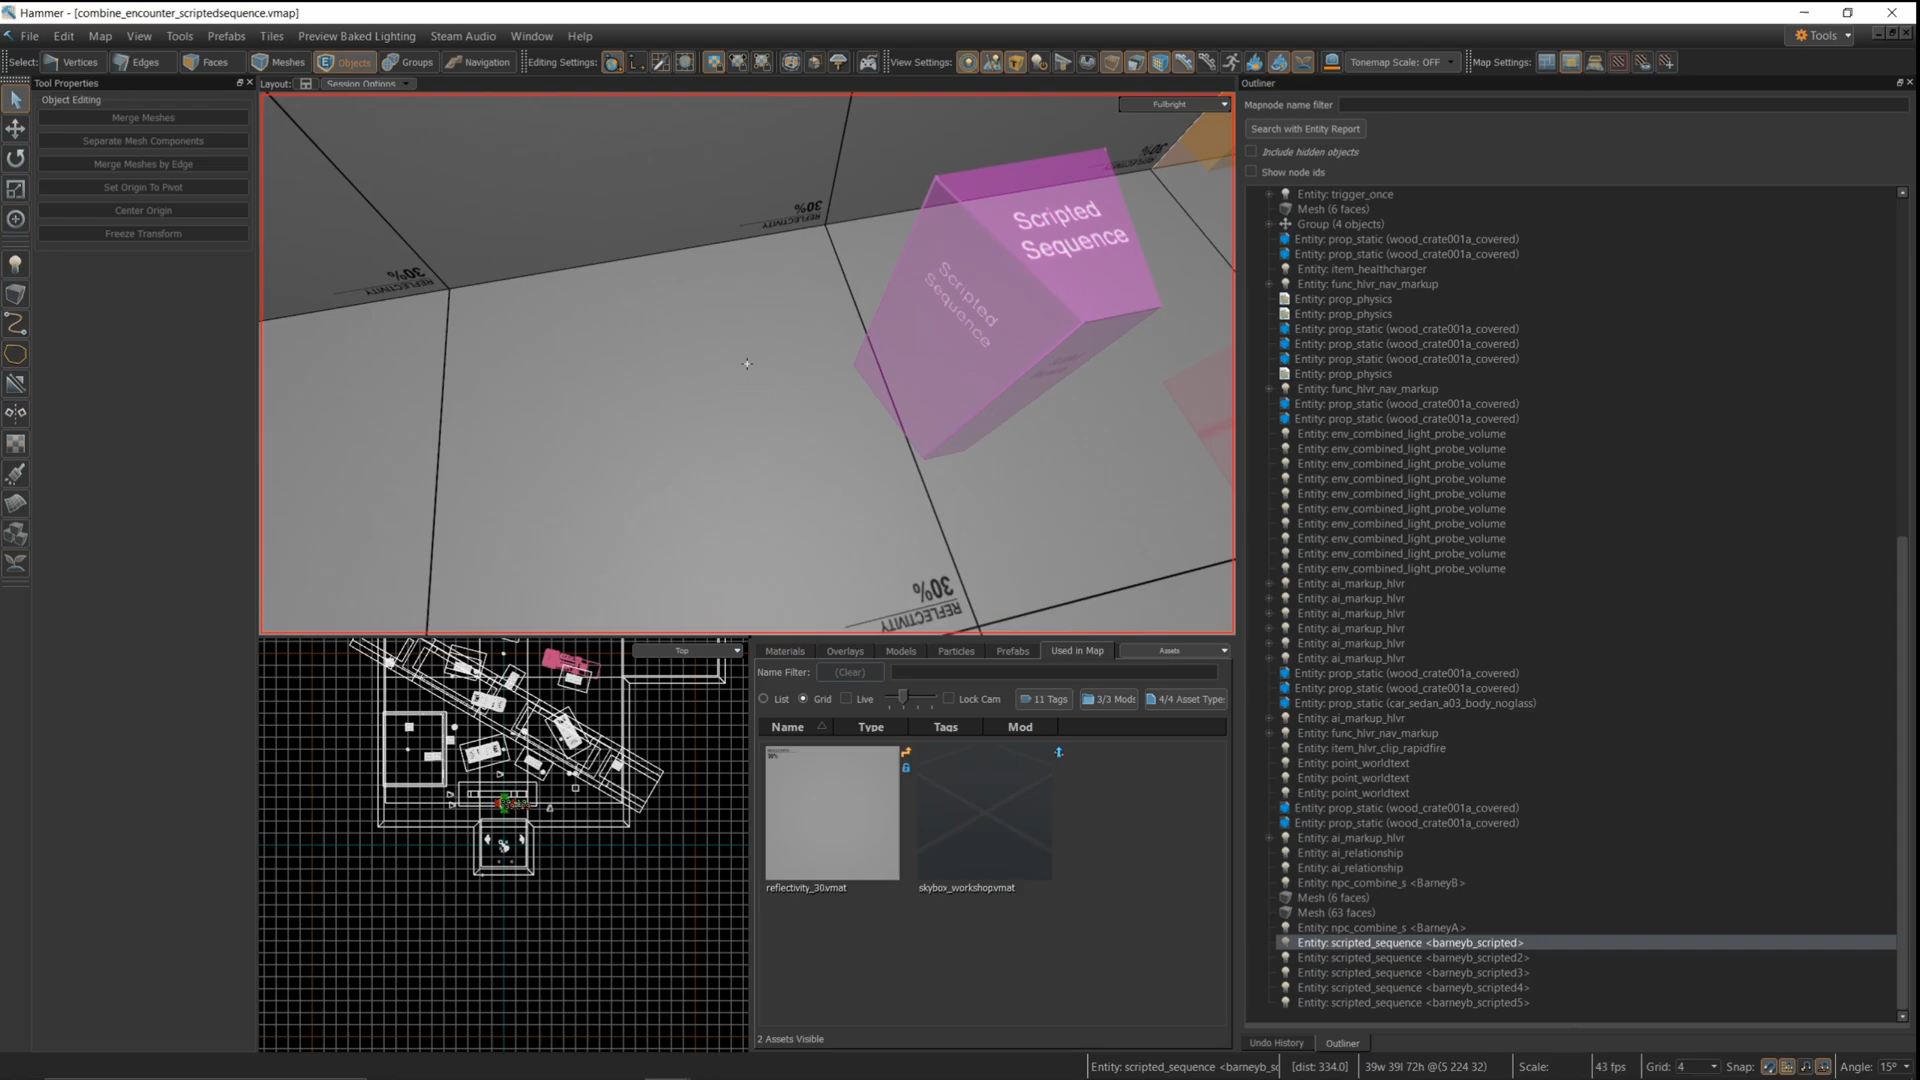 Hammer - [combine_encounter_scriptedsequence.vmap]
File Edit Map View Tools Prefabs Tiles Preview Baked Lighting Steam Audio Window Help
Tools
Select: Vertices Edges Faces Meshes Objects Groups Navigation Editing Settings: View Settings: Tonemap Scale: OFF Map Settings:
Tool Properties
Object Editing
Merge Meshes
Separate Mesh Components
Merge Meshes by Edge
Set Origin To Pivot
Center Origin
Freeze Transform
Layout: Session Options
Fullbright
Scripted
Sequence
Scripted
Sequence
30%
REFLECTIVITY
30%
REFLECTIVITY
30%
30%
REFLECTIVITY
Top
Materials Overlays Models Particles Prefabs Used in Map Assets
Name Filter: (Clear)
List Grid Live Lock Cam 11 Tags 3/3 Mods 4/4 Asset Types
Name Type Tags Mod
reflectivity_30.vmat skybox_workshop.vmat
2 Assets Visible
Outliner
Mapnode name filter
Search with Entity Report
Include hidden objects
Show node ids
Entity: trigger_once
Mesh (6 faces)
Group (4 objects)
Entity: prop_static (wood_crate001a_covered)
Entity: prop_static (wood_crate001a_covered)
Entity: item_healthcharger
Entity: func_hlvr_nav_markup
Entity: prop_physics
Entity: prop_physics
Entity: prop_static (wood_crate001a_covered)
Entity: prop_static (wood_crate001a_covered)
Entity: prop_static (wood_crate001a_covered)
Entity: prop_physics
Entity: func_hlvr_nav_markup
Entity: prop_static (wood_crate001a_covered)
Entity: prop_static (wood_crate001a_covered)
Entity: env_combined_light_probe_volume
Entity: env_combined_light_probe_volume
Entity: env_combined_light_probe_volume
Entity: env_combined_light_probe_volume
Entity: env_combined_light_probe_volume
Entity: env_combined_light_probe_volume
Entity: env_combined_light_probe_volume
Entity: env_combined_light_probe_volume
Entity: env_combined_light_probe_volume
Entity: env_combined_light_probe_volume
Entity: ai_markup_hlvr
Entity: ai_markup_hlvr
Entity: ai_markup_hlvr
Entity: ai_markup_hlvr
Entity: ai_markup_hlvr
Entity: ai_markup_hlvr
Entity: prop_static (wood_crate001a_covered)
Entity: prop_static (wood_crate001a_covered)
Entity: prop_static (car_sedan_a03_body_noglass)
Entity: ai_markup_hlvr
Entity: func_hlvr_nav_markup
Entity: item_hlvr_clip_rapidfire
Entity: point_worldtext
Entity: point_worldtext
Entity: point_worldtext
Entity: prop_static (wood_crate001a_covered)
Entity: prop_static (wood_crate001a_covered)
Entity: ai_markup_hlvr
Entity: ai_relationship
Entity: ai_relationship
Entity: npc_combine_s <BarneyB>
Mesh (6 faces)
Mesh (63 faces)
Entity: npc_combine_s <BarneyA>
Entity: scripted_sequence <barneyb_scripted>
Entity: scripted_sequence <barneyb_scripted2>
Entity: scripted_sequence <barneyb_scripted3>
Entity: scripted_sequence <barneyb_scripted4>
Entity: scripted_sequence <barneyb_scripted5>
Undo History Outliner
Entity: scripted_sequence <barneyb_sc [dist: 334.0] 39w 39l 72h @(5 224 32) Scale: 43 fps Grid: 4 Snap: Angle: 15°